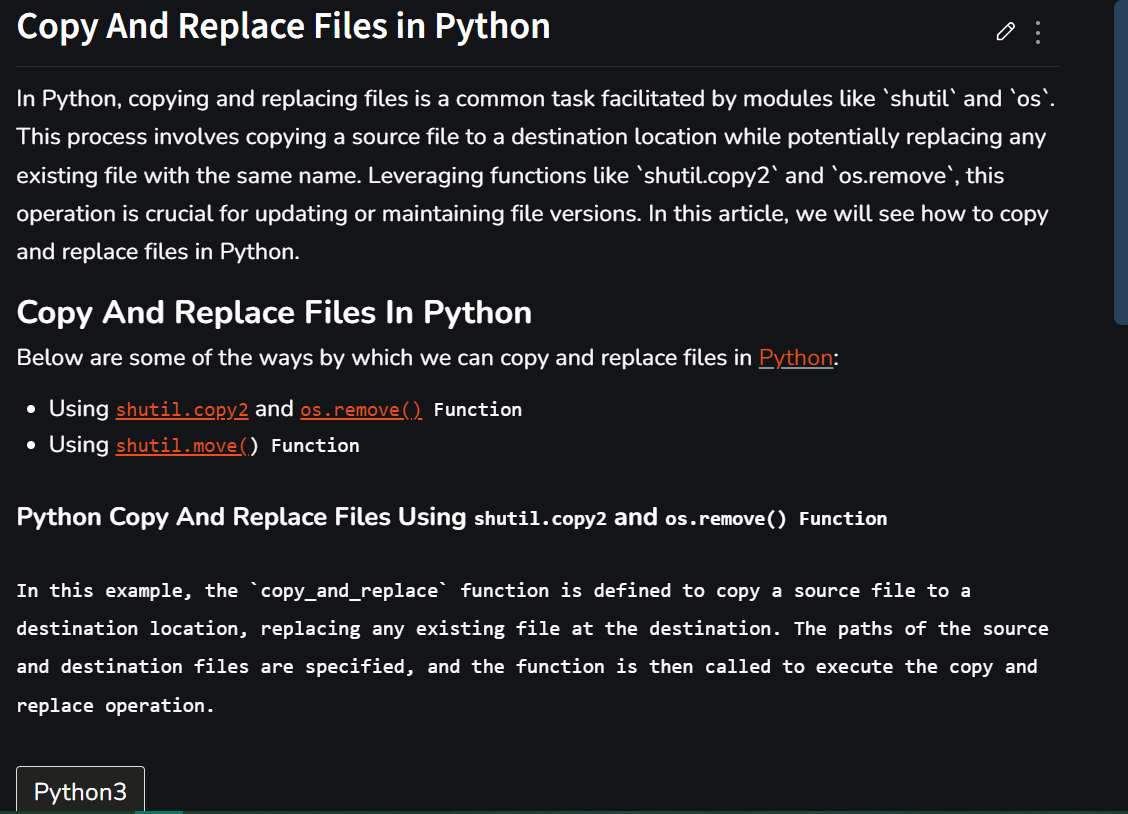 Copy And Replace Files in Python
In Python, copying and replacing files is a common task facilitated by modules like `shutil` and `os`.
This process involves copying a source file to a destination location while potentially replacing any
existing file with the same name. Leveraging functions like `shutil.copy2` and `os.remove`, this
operation is crucial for updating or maintaining file versions. In this article, we will see how to copy
and replace files in Python.
Copy And Replace Files In Python
Below are some of the ways by which we can copy and replace files in Python:
• Using shutil.copy2 and os.remove() Function
• Using shutil.move() Function
Python Copy And Replace Files Using shutil.copy2 and os.remove() Function
In this example, the `copy_and_replace` function is defined to copy a source file to a
destination location, replacing any existing file at the destination. The paths of the source
and destination files are specified, and the function is then called to execute the copy and
replace operation.
Python3